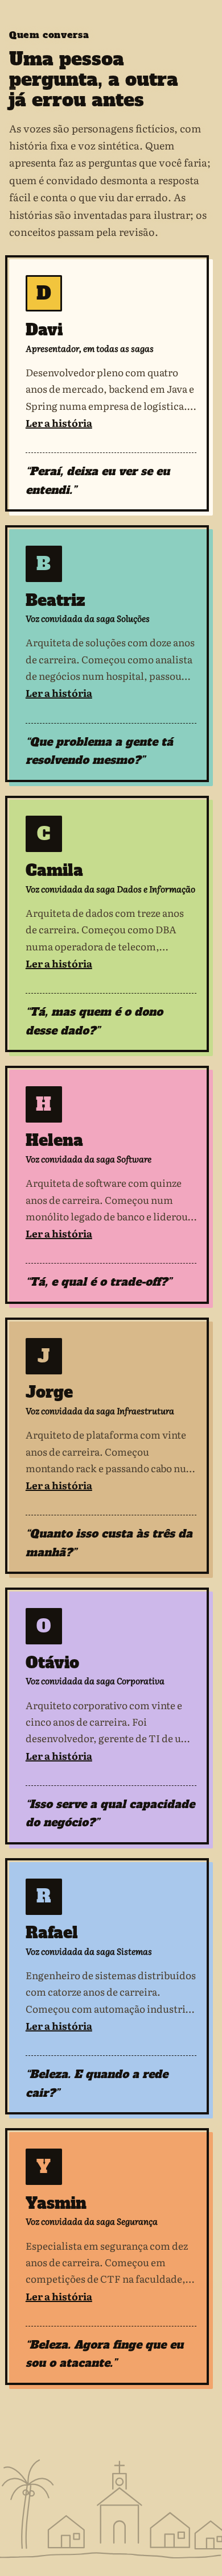 Quem conversa
Uma pessoa
pergunta, a outra
já errou antes
As vozes são personagens fictícios, com
história fixa e voz sintética. Quem
apresenta faz as perguntas que você faria;
quem é convidado desmonta a resposta
fácil e conta o que viu dar errado. As
histórias são inventadas para ilustrar; os
conceitos passam pela revisão.
D
Davi
Apresentador, em todas as sagas
Desenvolvedor pleno com quatro
anos de mercado, backend em Java e
Spring numa empresa de logística....
Ler a história
"Peraí, deixa eu ver se eu
entendi."
B
Beatriz
Voz convidada da saga Soluções
Arquiteta de soluções com doze anos
de carreira. Começou como analista
de negócios num hospital, passou...
Ler a história
"Que problema a gente tá
resolvendo mesmo?"
C
Camila
Voz convidada da saga Dados e Informação
Arquiteta de dados com treze anos
de carreira. Começou como DBA
numa operadora de telecom,...
Ler a história
"Tá, mas quem é o dono
desse dado?"
H
Helena
Voz convidada da saga Software
Arquiteta de software com quinze
anos de carreira. Começou num
monólito legado de banco e liderou...
Ler a história
"Tá, e qual é o trade-off?"
J
Jorge
Voz convidada da saga Infraestrutura
Arquiteto de plataforma com vinte
anos de carreira. Começou
montando rack e passando cabo nu...
Ler a história
"Quanto isso custa às três da
manhã?"
O
Otávio
Voz convidada da saga Corporativa
Arquiteto corporativo com vinte e
cinco anos de carreira. Foi
desenvolvedor, gerente de TI de u...
Ler a história
"Isso serve a qual capacidade
do negócio?"
R
Rafael
Voz convidada da saga Sistemas
Engenheiro de sistemas distribuídos
com catorze anos de carreira.
Começou com automação industri...
Ler a história
"Beleza. E quando a rede
cair?"
Y
Yasmin
Voz convidada da saga Segurança
Especialista em segurança com dez
anos de carreira. Começou em
competições de CTF na faculdade,...
Ler a história
"Beleza. Agora finge que eu
sou o atacante."